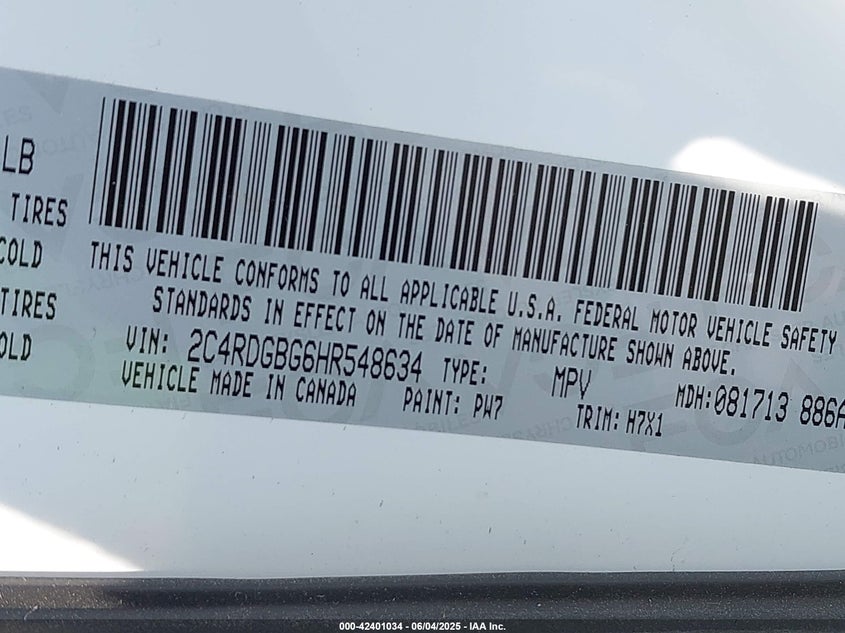 LB
TIRES
COLD
TIRES
OLD
THIS VEHICLE CONFORMS TO ALL APPLICABLE U.S.A. FEDERAL MOTOR VEHICLE SAFETY
STANDARDS IN EFFECT ON THE DATE OF MANUFACTURE SHOWN ABOVE.
VIN: 2C4RDGBG6HR548634 TYPE: MPV MDH:081713 886A
VEHICLE MADE IN CANADA PAINT: PW7 TRIM: H7X1
000-42401034 - 06/04/2025 - IAA Inc.